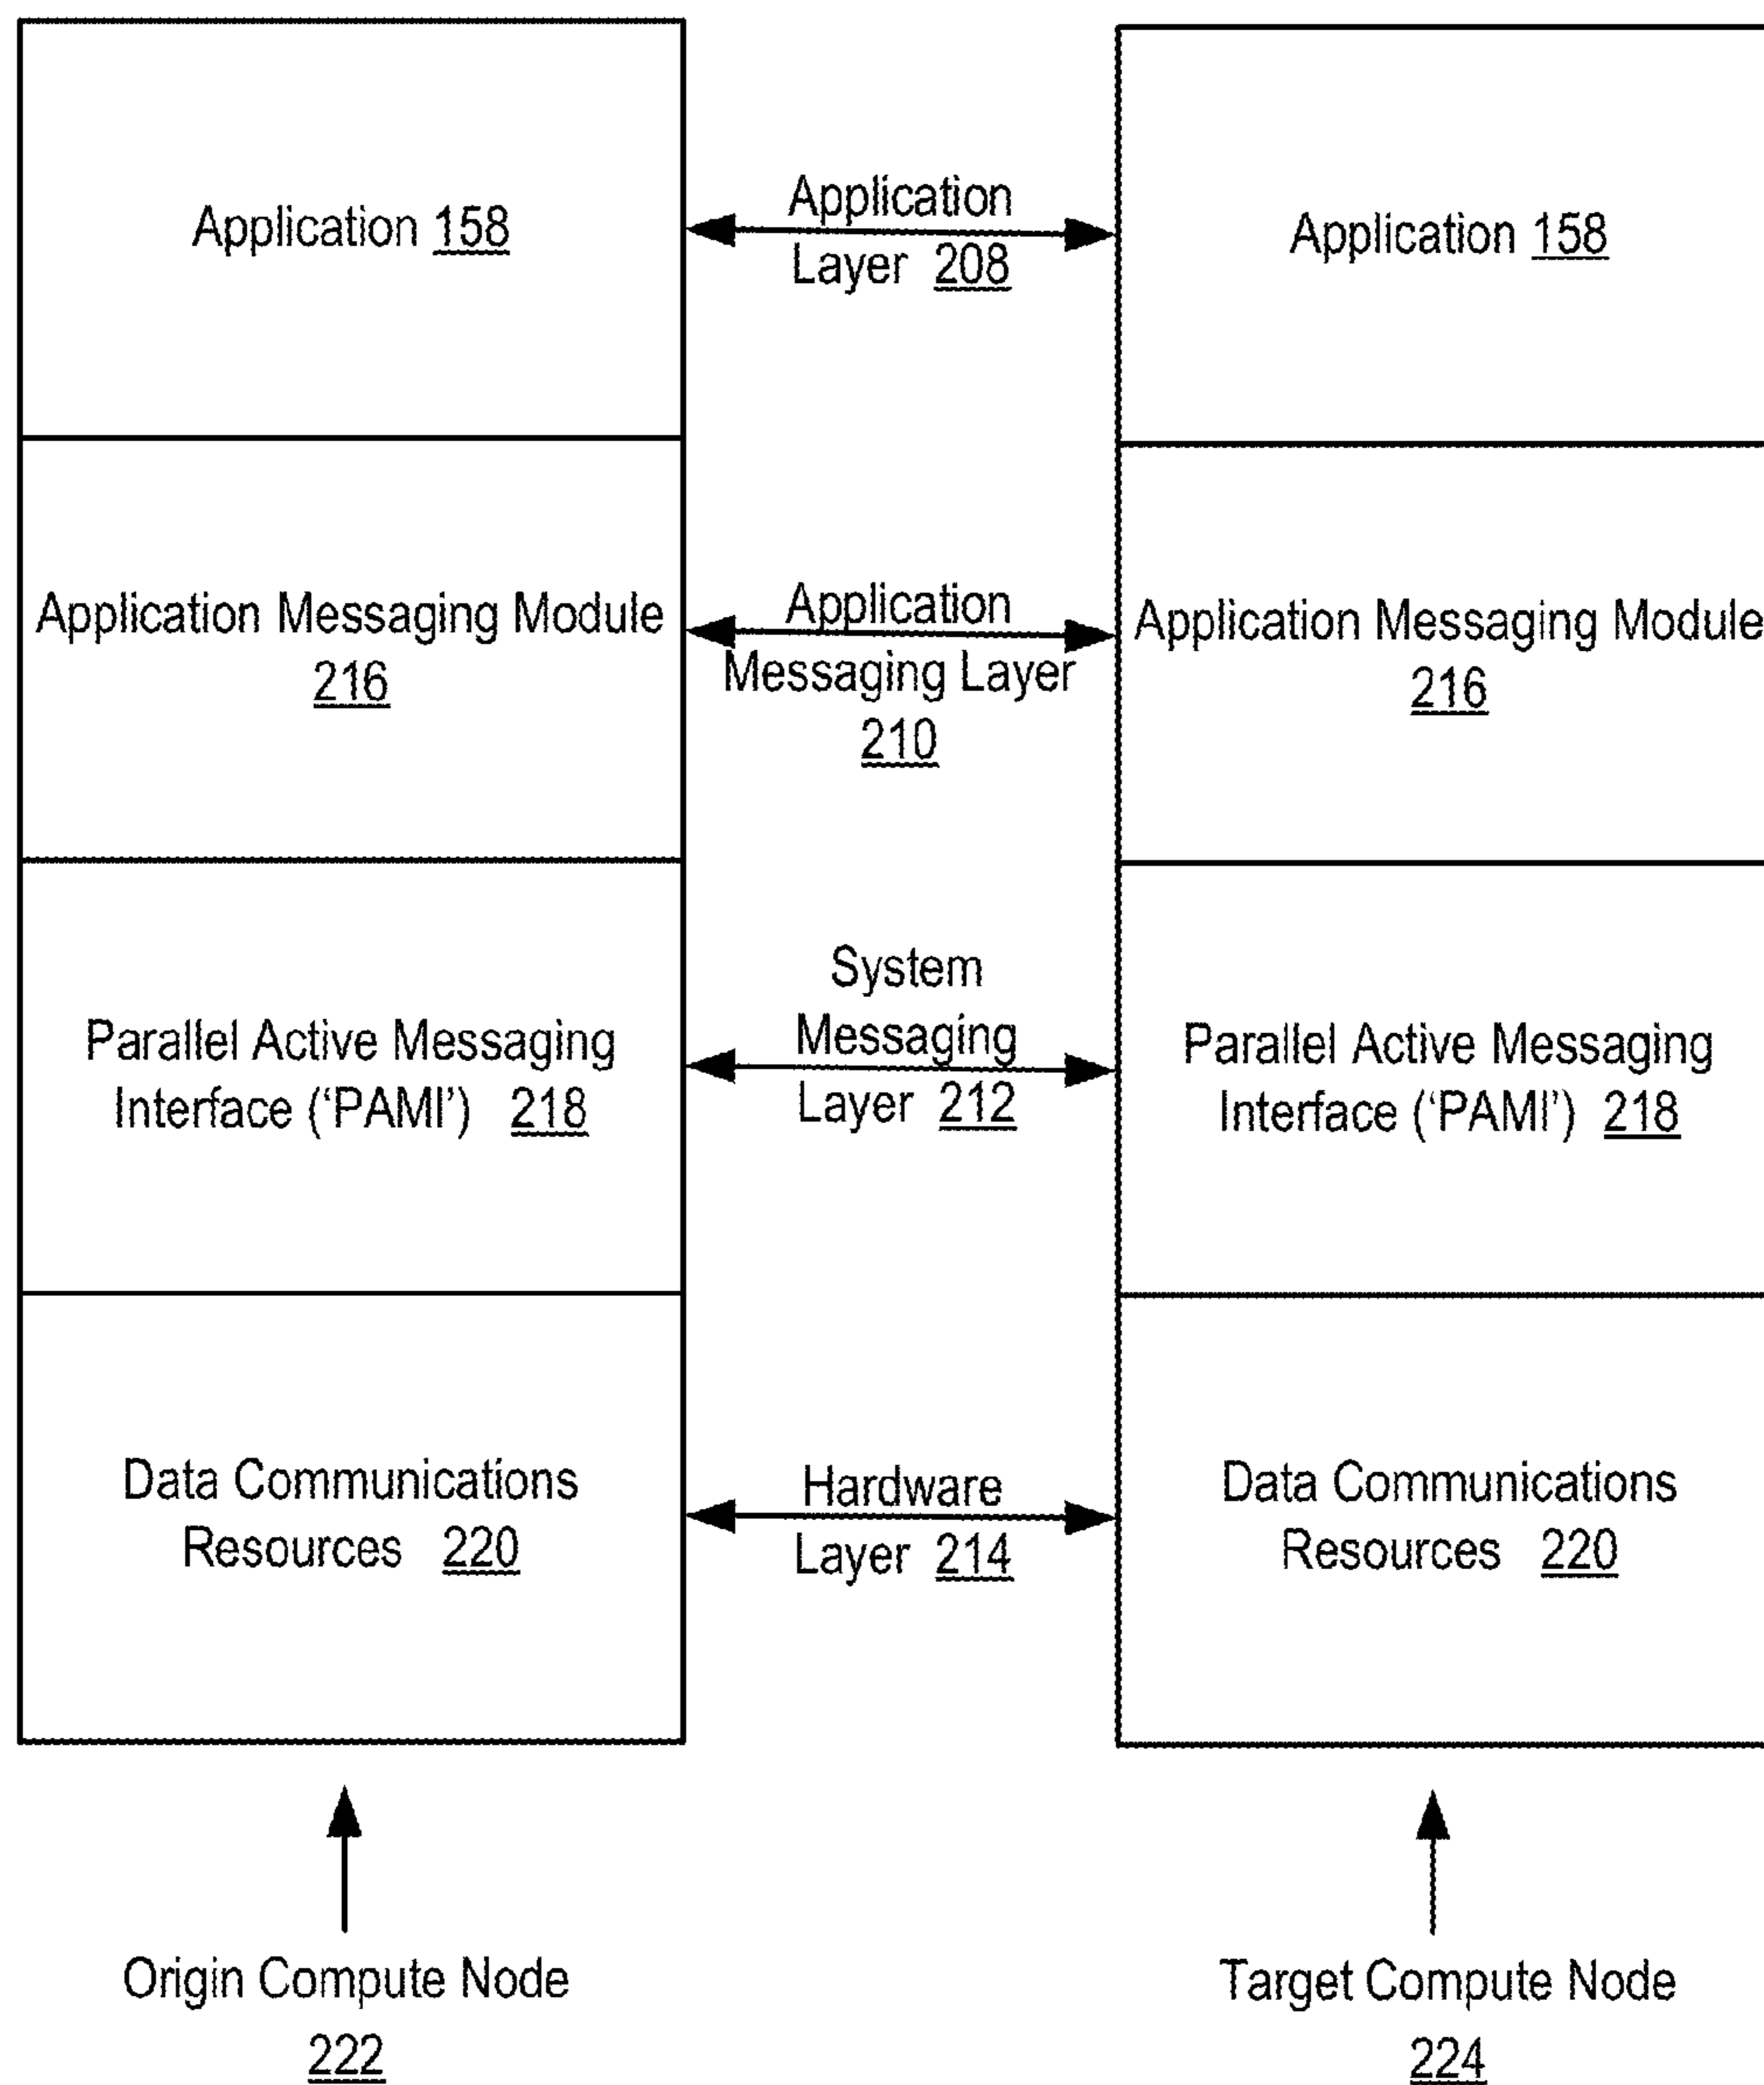 Application 158
Application
Layer 208
Application 158
Application Messaging Module
216
Application
Messaging Layer
210
Application Messaging Module
216
Parallel Active Messaging
Interface (‘PAMI’) 218
System
Messaging
Layer 212
Parallel Active Messaging
Interface (‘PAMI’) 218
Data Communications
Resources 220
Hardware
Layer 214
Data Communications
Resources 220
Origin Compute Node
222
Target Compute Node
224